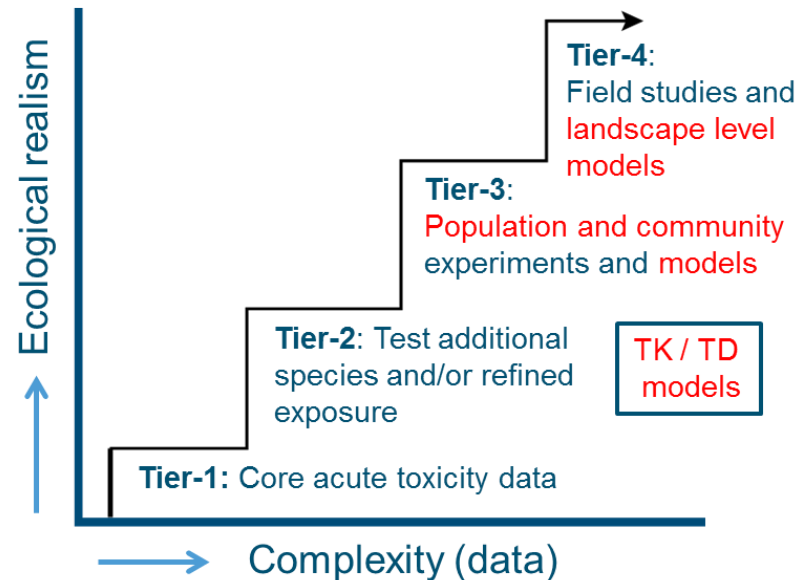 Ecological realism
Tier-4:
Field studies and
landscape level
models
Tier-3:
Population and community
experiments and models
Tier-2: Test additional
species and/or refined
exposure
TK / TD
models
Tier-1: Core acute toxicity data
Complexity (data)